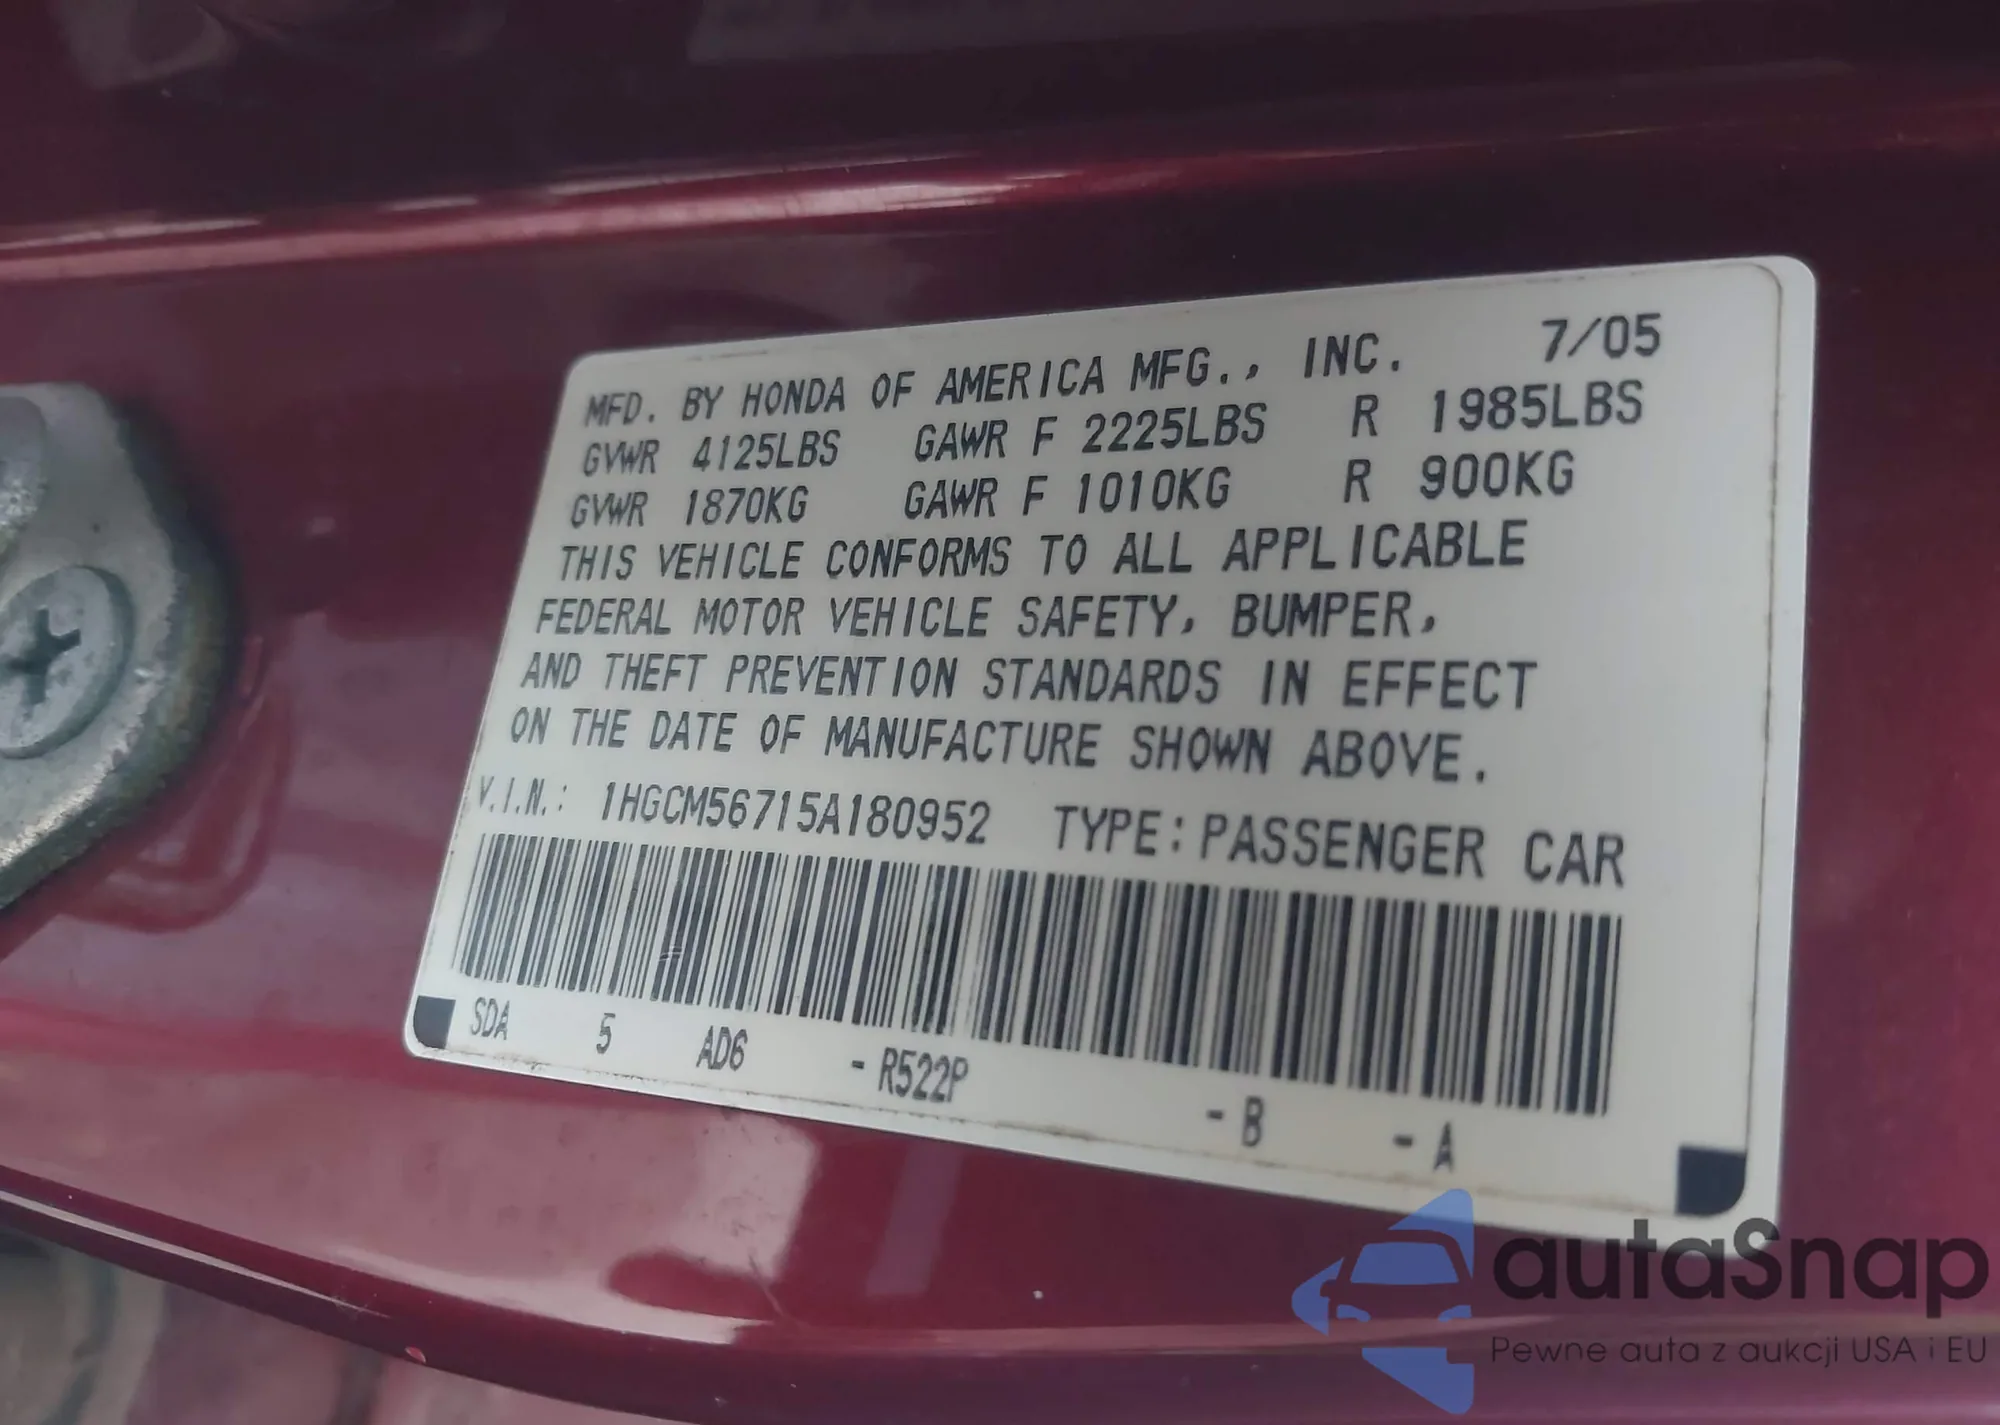 MFD. BY HONDA OF AMERICA MFG., INC. 7/05
GVWR 4125LBS GAWR F 2225LBS R 1985LBS
GVWR 1870KG GAWR F 1010KG R 900KG
THIS VEHICLE CONFORMS TO ALL APPLICABLE
FEDERAL MOTOR VEHICLE SAFETY, BUMPER,
AND THEFT PREVENTION STANDARDS IN EFFECT
ON THE DATE OF MANUFACTURE SHOWN ABOVE.
V.I.N.: 1HGCM56715A180952 TYPE: PASSENGER CAR
SDA 5 AD6 -R522P -B -A
autaSnap
Pewne auta z aukcji USA i EU